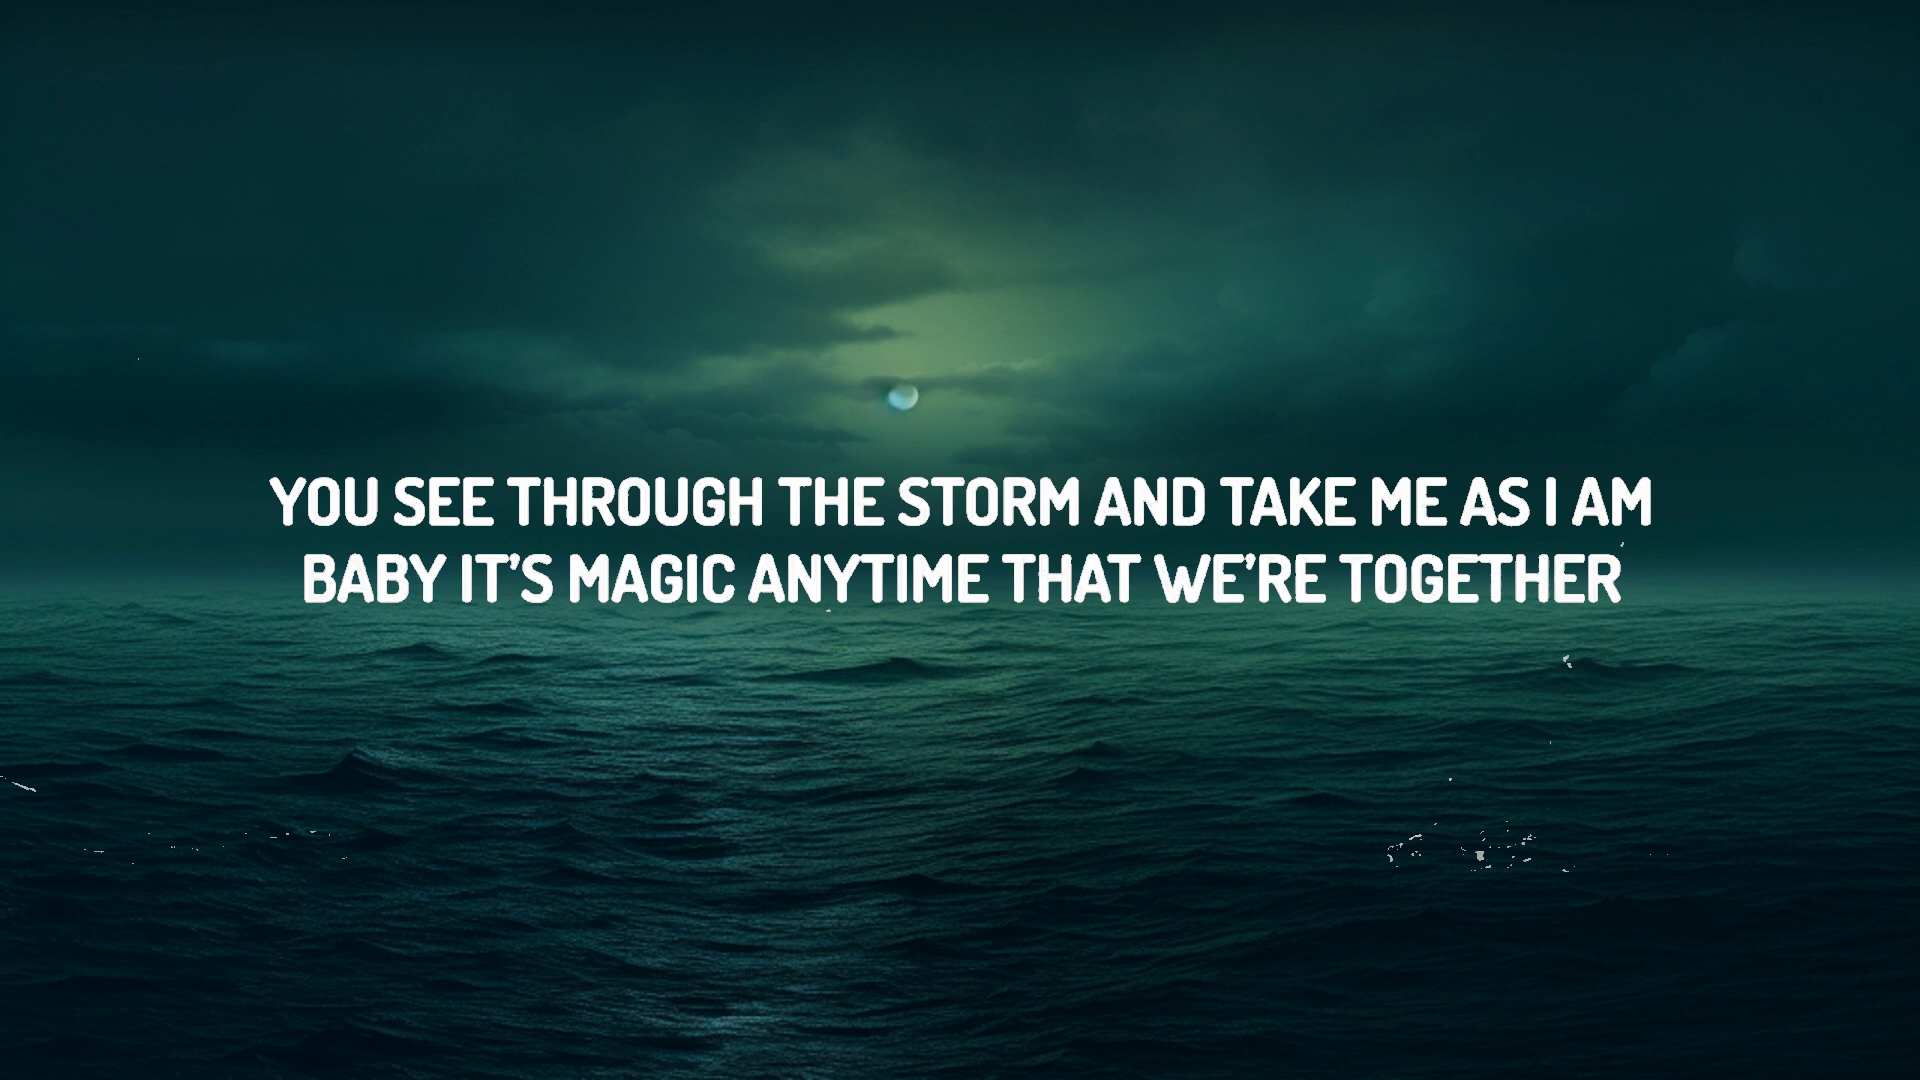 YOU SEE THROUGH THE STORM AND TAKE ME AS I AM
BABY IT’S MAGIC ANYTIME THAT WE’RE TOGETHER